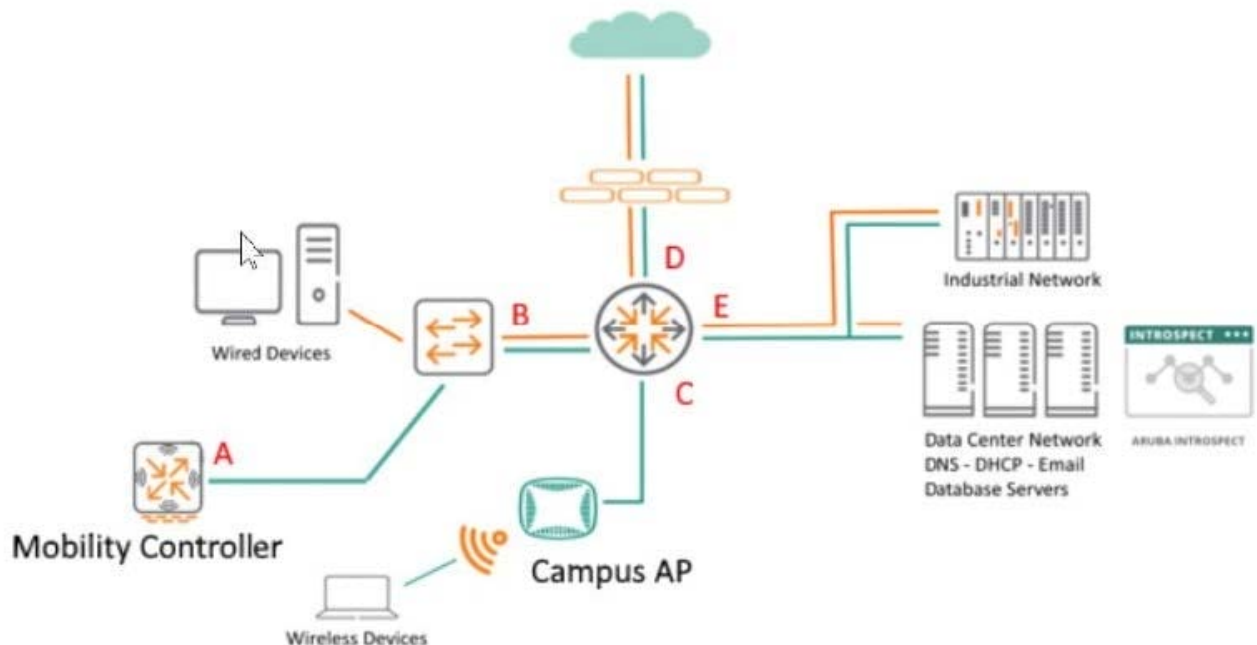 D
B
E
Wired Devices
Industrial Network
C
INTROSPECT
A
Data Center Network
DNS - DHCP - Email
Database Servers
ARUBA INTROSPECT
Mobility Controller
Campus AP
Wireless Devices